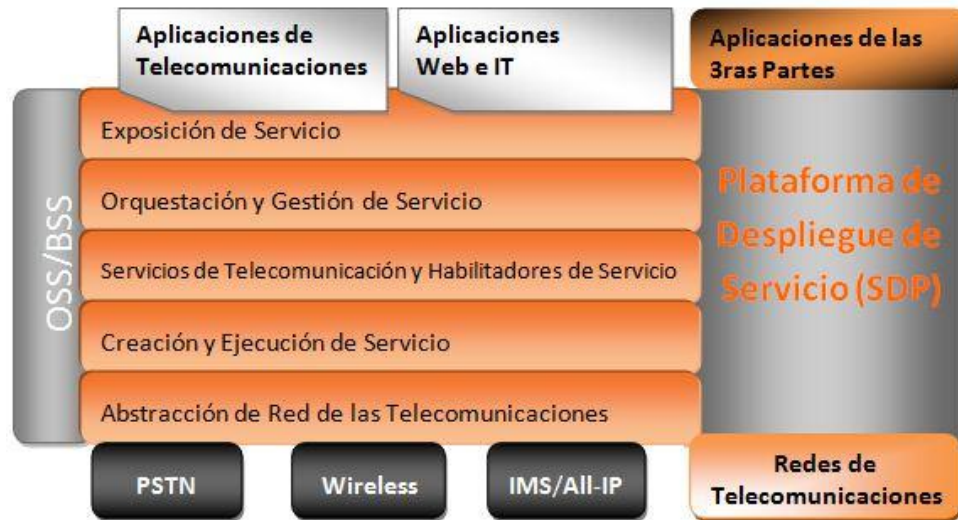 Aplicaciones de
Telecomunicaciones
Aplicaciones
Web e IT
Aplicaciones de las
3ras Partes
OSS/BSS
Exposición de Servicio
Orquestación y Gestión de Servicio
Servicios de Telecomunicación y Habilitadores de Servicio
Creación y Ejecución de Servicio
Abstracción de Red de las Telecomunicaciones
Plataforma de
Despliegue de
Servicio (SDP)
PSTN
Wireless
IMS/All-IP
Redes de
Telecomunicaciones